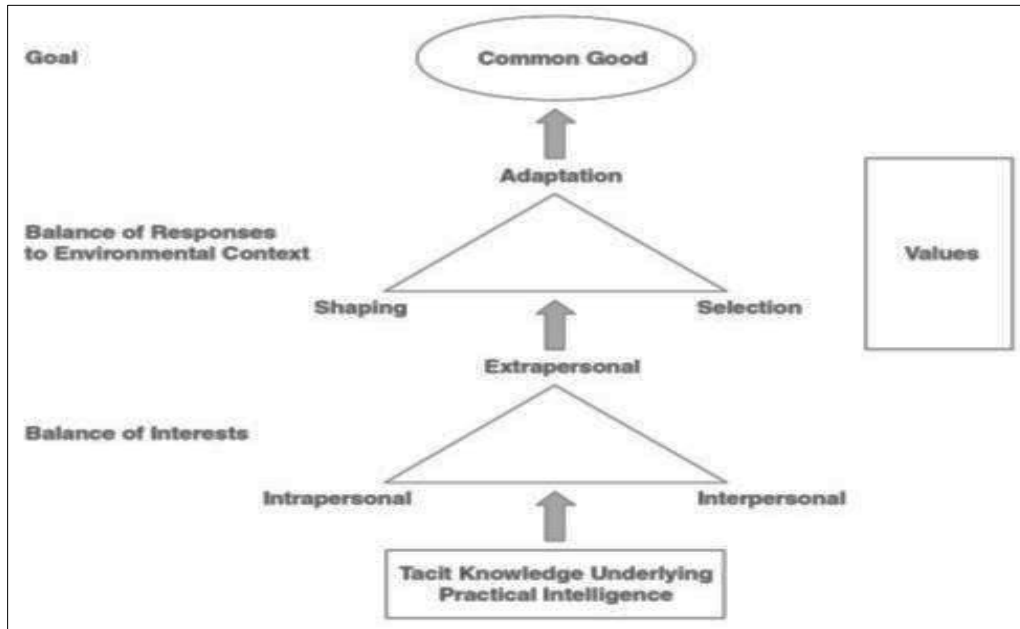 Goal
Common Good
Adaptation
Balance of Responses
to Environmental Context
Values
Shaping
Selection
Extrapersonal
Balance of Interests
Intrapersonal
Interpersonal
Tacit Knowledge Underlying
Practical Intelligence